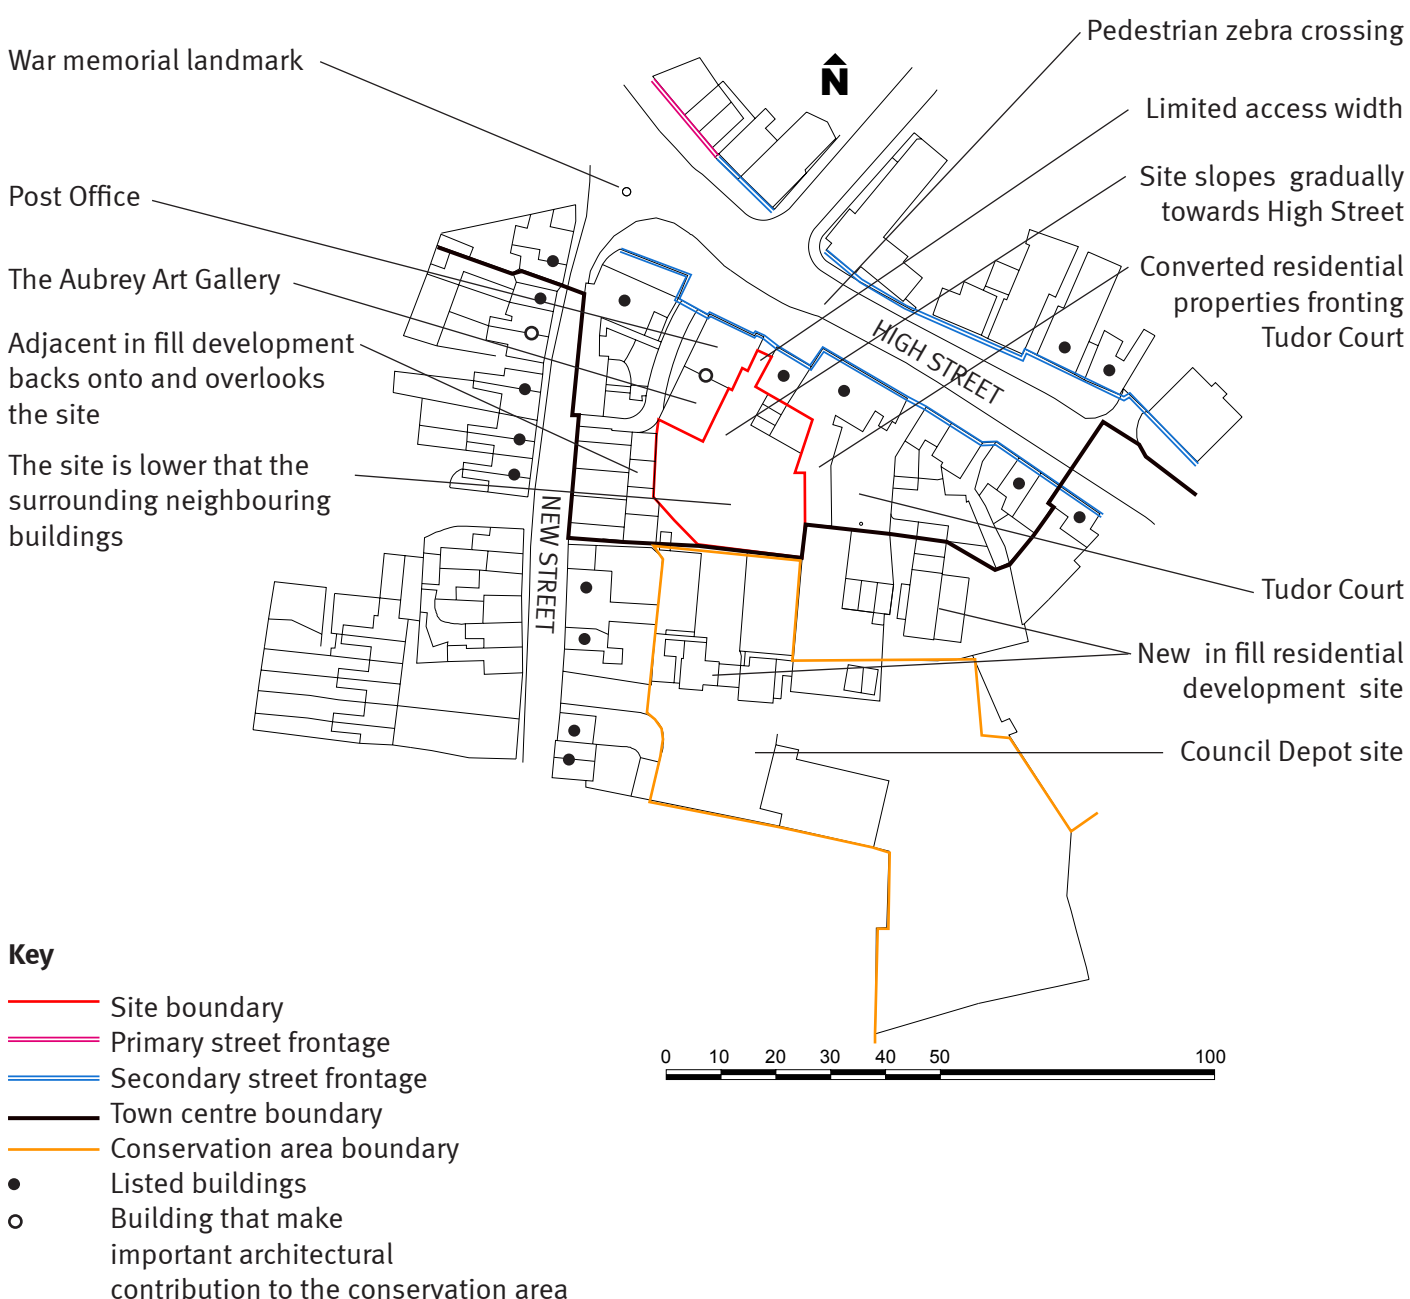 War memorial landmark
Post Office
The Aubrey Art Gallery
Adjacent in fill development
backs onto and overlooks
the site
The site is lower that the
surrounding neighbouring
buildings
N
Pedestrian zebra crossing
Limited access width
Site slopes gradually
towards High Street
Converted residential
properties fronting
Tudor Court
HIGH STREET
NEW STREET
Tudor Court
New in fill residential
development site
Council Depot site
Key
Site boundary
Primary street frontage
Secondary street frontage
Town centre boundary
Conservation area boundary
Listed buildings
Building that make
important architectural
contribution to the conservation area
0 10 20 30 40 50 100